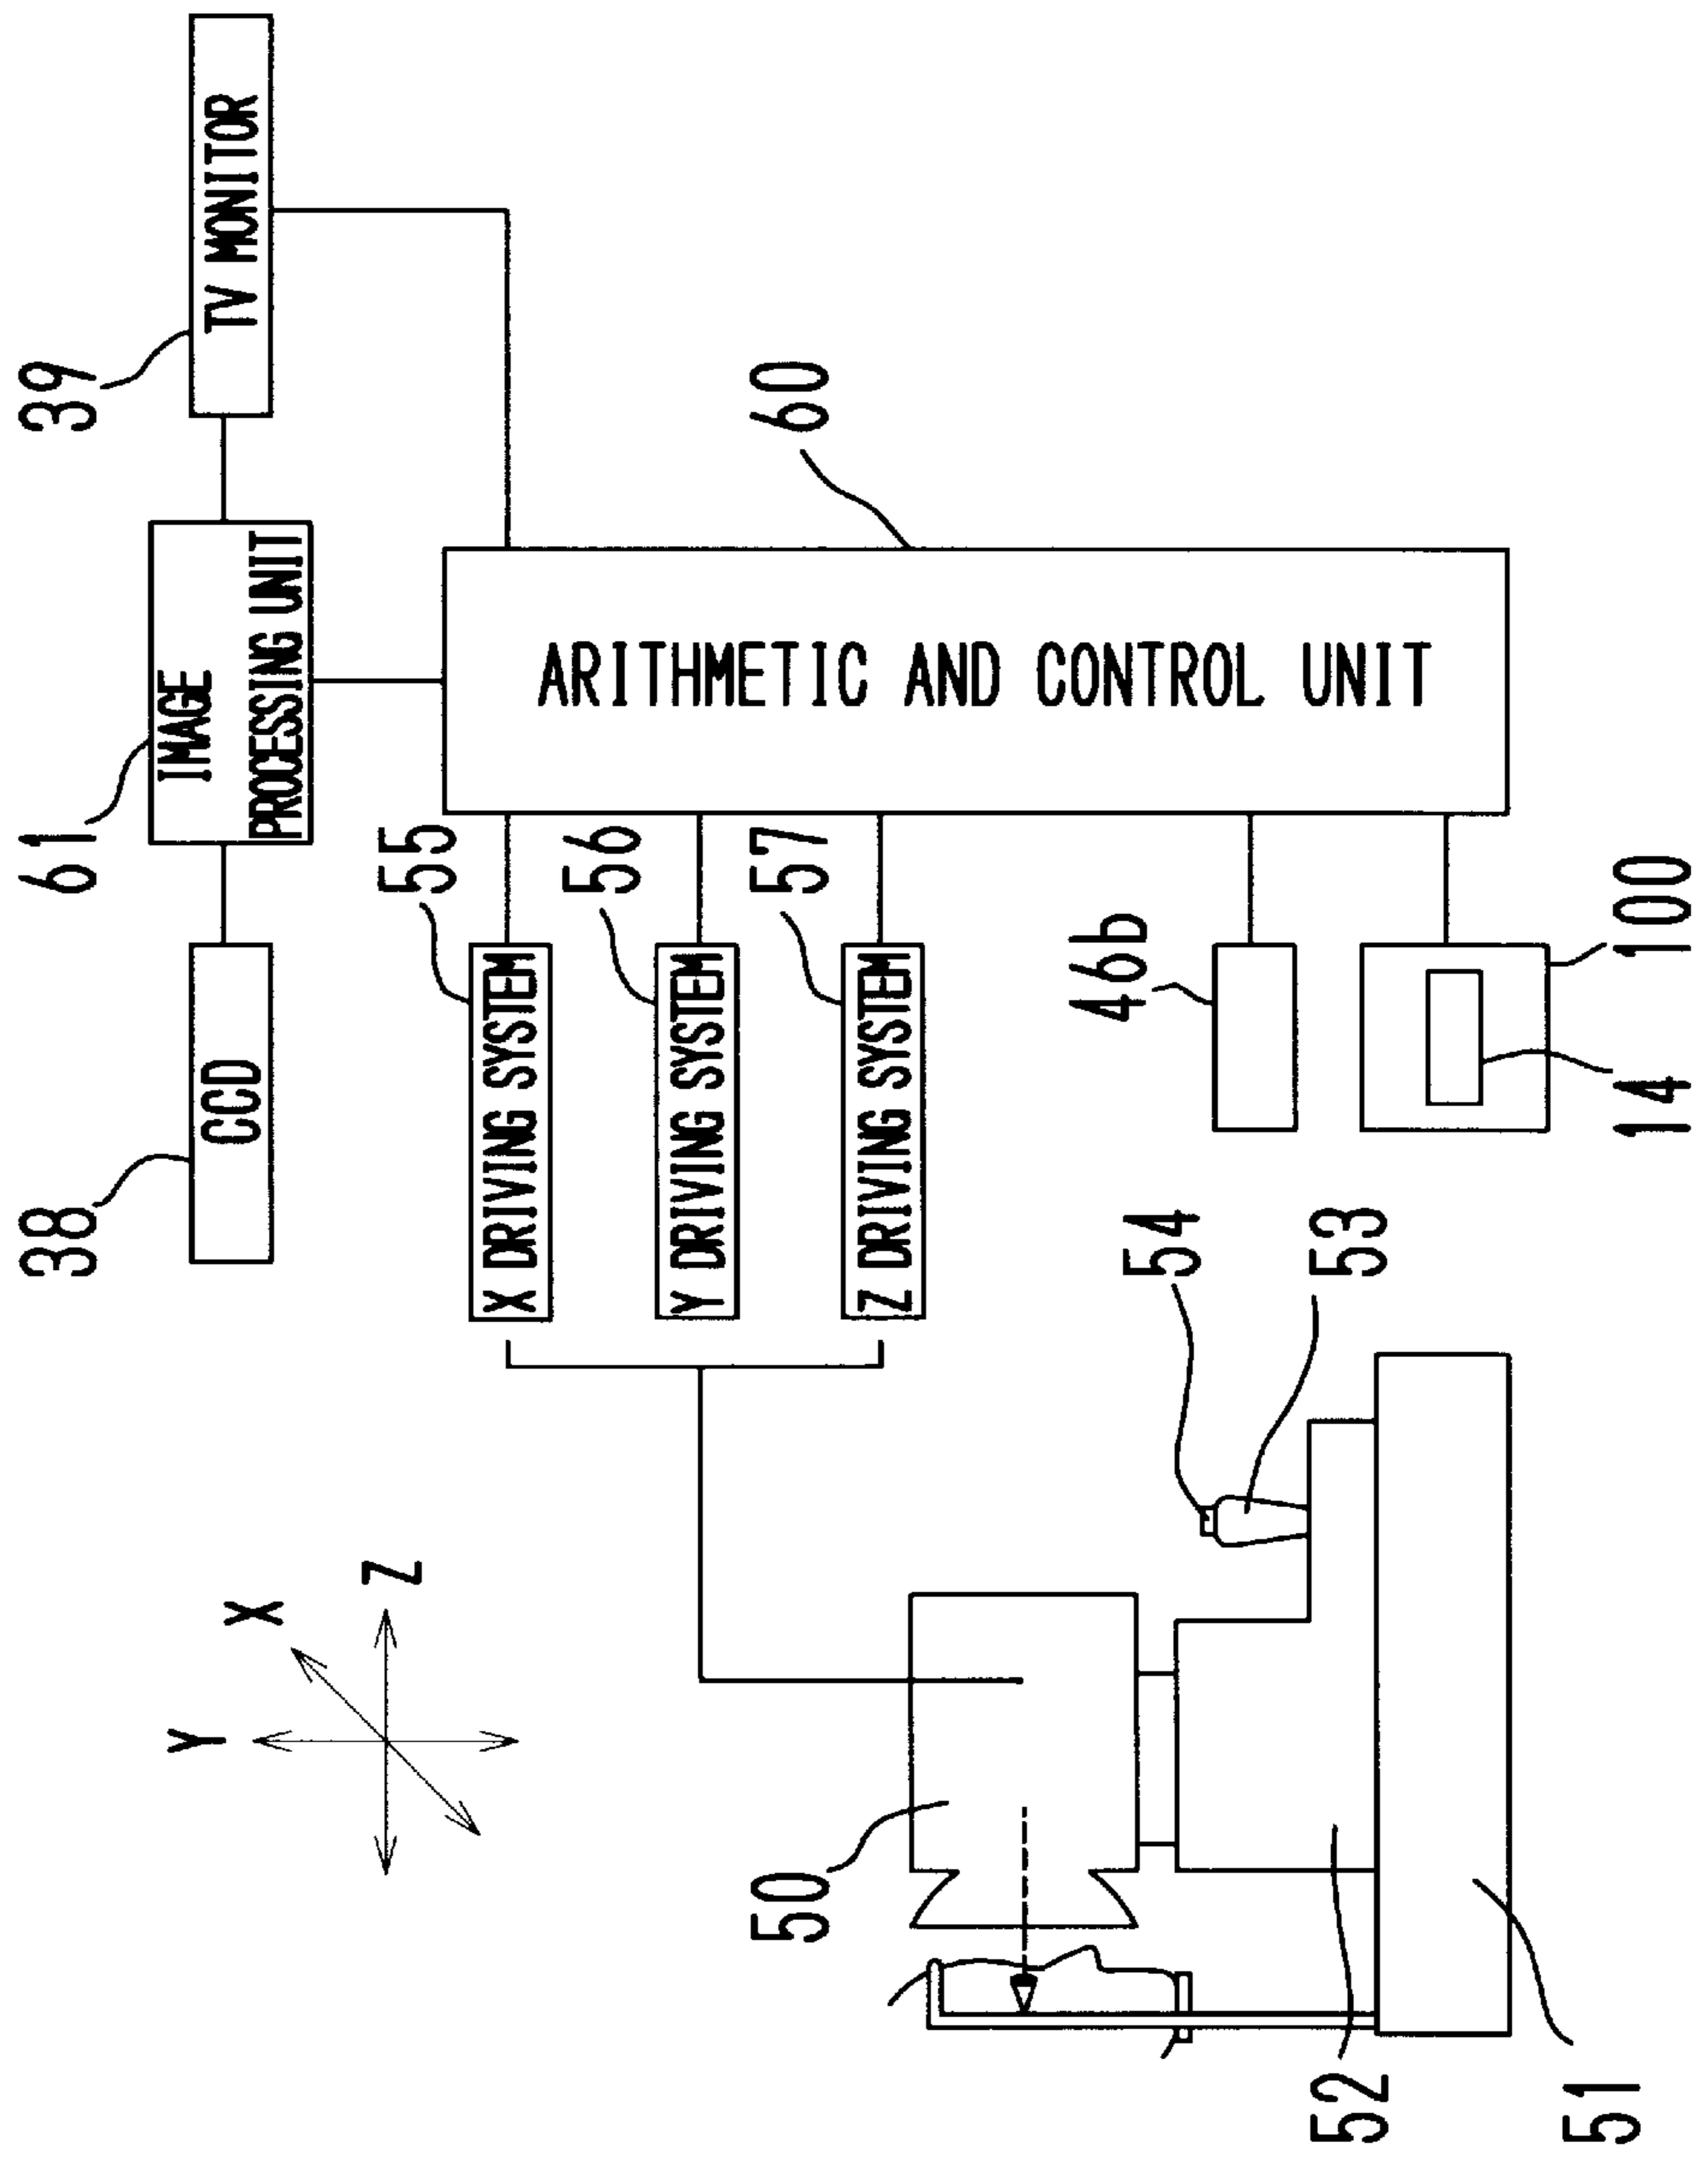 38
CCD
61
IMAGE
PROCESSING UNIT
39
TV MONITOR
Y
X
Z
55
X DRIVING SYSTEM
56
Y DRIVING SYSTEM
57
Z DRIVING SYSTEM
60
ARITHMETIC AND CONTROL UNIT
50
46b
54
53
14
100
52
51